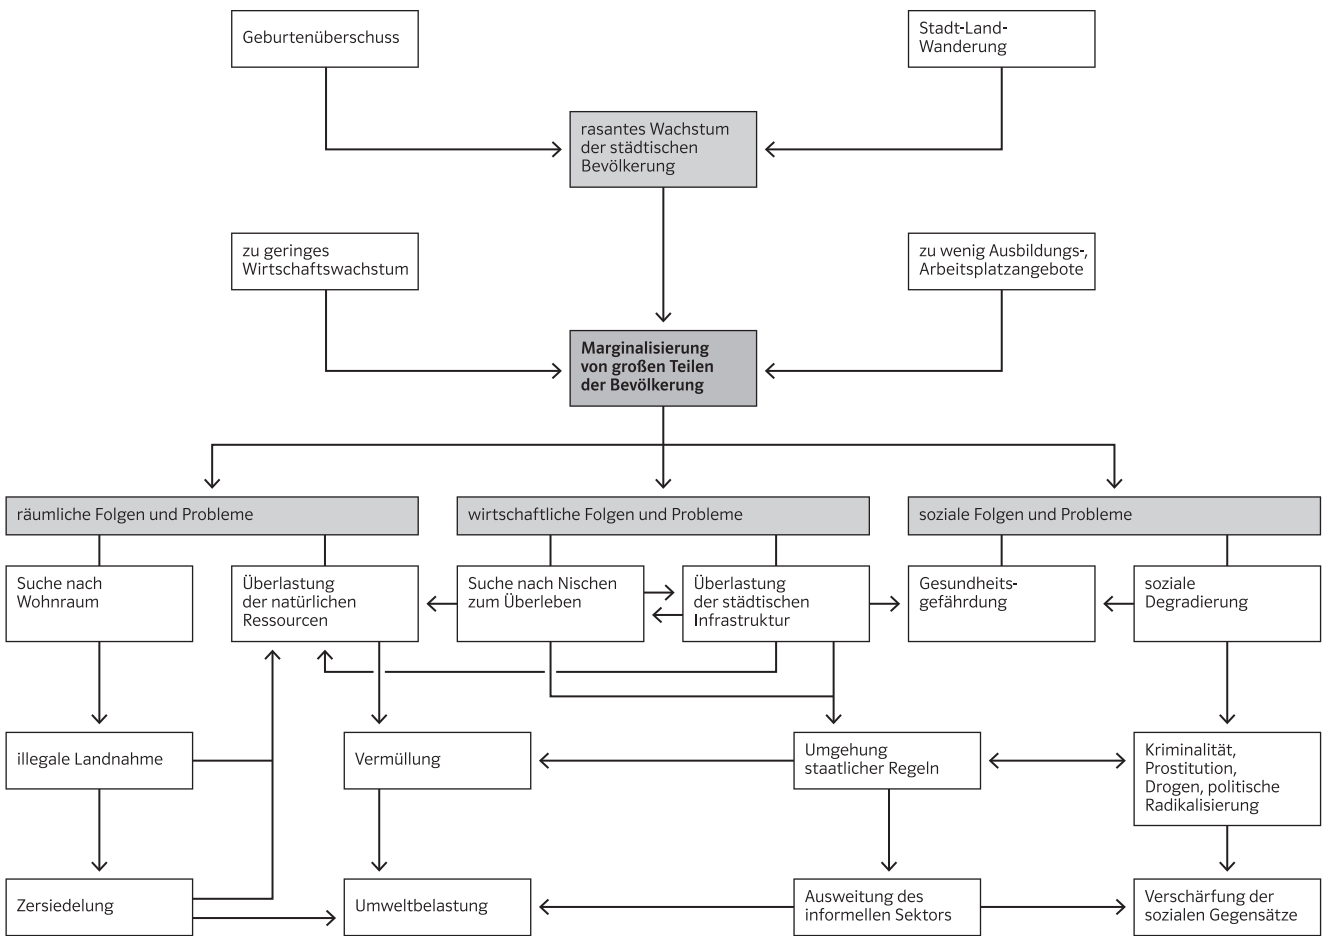 Geburtenüberschuss
Stadt-Land-
Wanderung
rasantes Wachstum
der städtischen
Bevölkerung
zu geringes
Wirtschaftswachstum
zu wenig Ausbildungs-,
Arbeitsplatzangebote
Marginalisierung
von großen Teilen
der Bevölkerung
räumliche Folgen und Probleme
wirtschaftliche Folgen und Probleme
soziale Folgen und Probleme
Suche nach
Wohnraum
Überlastung
der natürlichen
Ressourcen
Suche nach Nischen
zum Überleben
Überlastung
der städtischen
Infrastruktur
Gesundheits-
gefährdung
soziale
Degradierung
illegale Landnahme
Vermüllung
Umgehung
staatlicher Regeln
Kriminalität,
Prostitution,
Drogen, politische
Radikalisierung
Zersiedelung
Umweltbelastung
Ausweitung des
informellen Sektors
Verschärfung der
sozialen Gegensätze